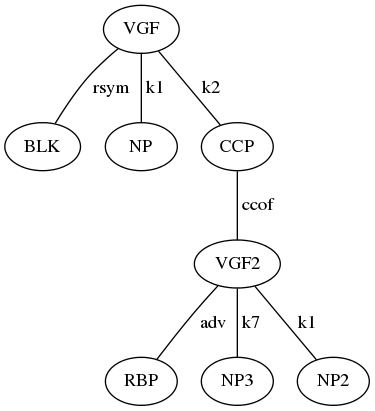 VGF
rsym k1 k2
BLK NP CCP
ccof
VGF2
adv k7 k1
RBP NP3 NP2